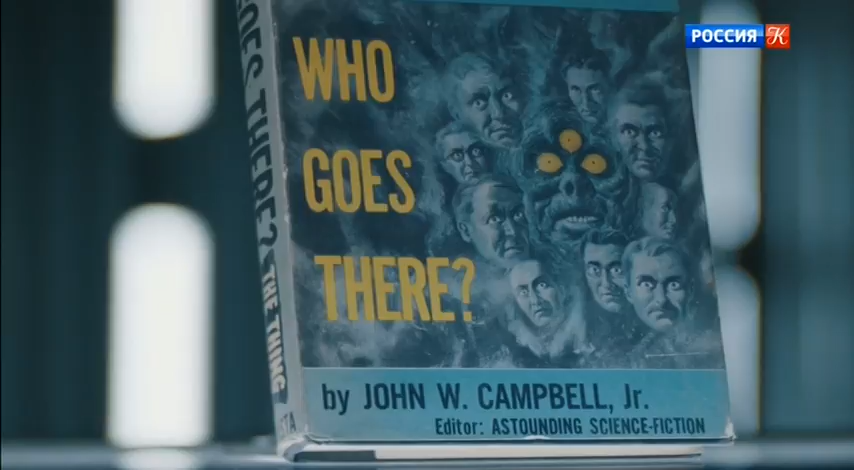 РОССИЯ К
WHO
GOES
THERE?
by JOHN W. CAMPBELL, Jr.
Editor: ASTOUNDING SCIENCE-FICTION
GOES THERE? THE THING